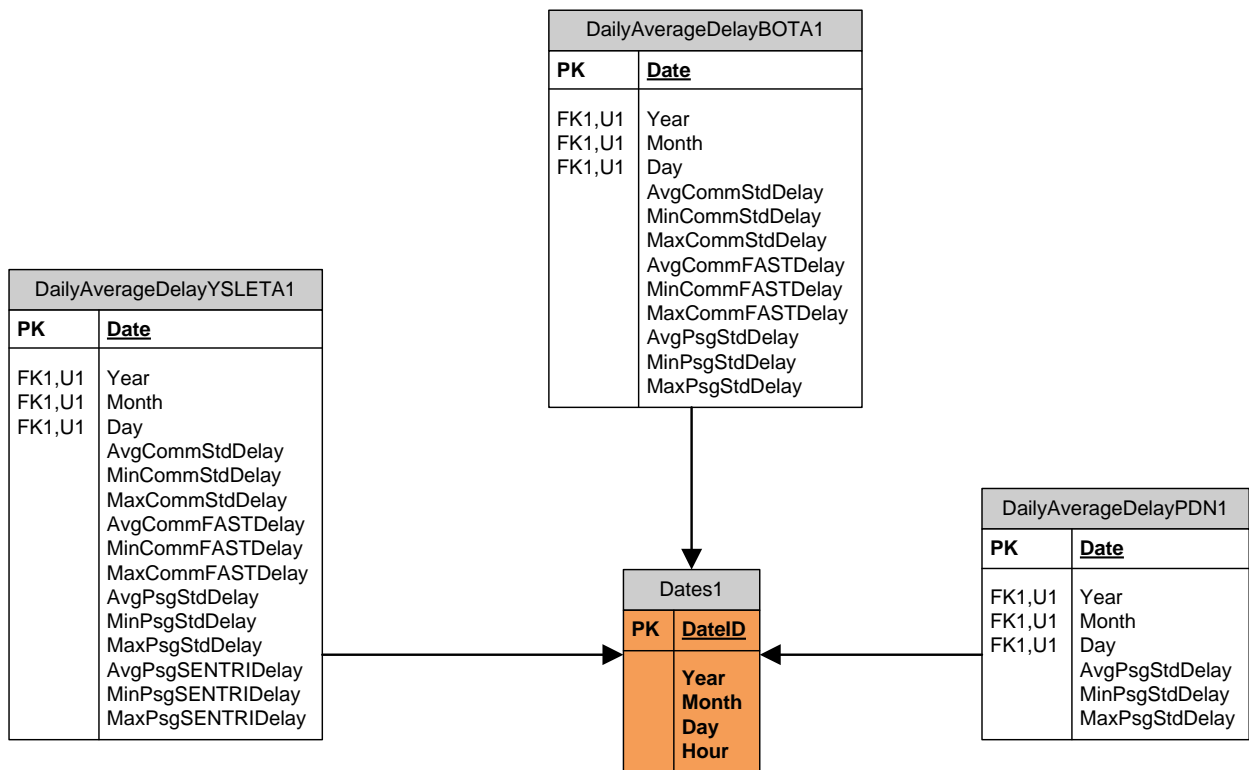 DailyAverageDelayBOTA1
PK Date
FK1,U1 Year
FK1,U1 Month
FK1,U1 Day
AvgCommStdDelay
MinCommStdDelay
MaxCommStdDelay
AvgCommFASTDelay
MinCommFASTDelay
MaxCommFASTDelay
AvgPsgStdDelay
MinPsgStdDelay
MaxPsgStdDelay
DailyAverageDelayYSLETA1
PK Date
FK1,U1 Year
FK1,U1 Month
FK1,U1 Day
AvgCommStdDelay
MinCommStdDelay
MaxCommStdDelay
AvgCommFASTDelay
MinCommFASTDelay
MaxCommFASTDelay
AvgPsgStdDelay
MinPsgStdDelay
MaxPsgStdDelay
AvgPsgSENTRIDelay
MinPsgSENTRIDelay
MaxPsgSENTRIDelay
Dates1
PK DateID
Year
Month
Day
Hour
DailyAverageDelayPDN1
PK Date
FK1,U1 Year
FK1,U1 Month
FK1,U1 Day
AvgPsgStdDelay
MinPsgStdDelay
MaxPsgStdDelay